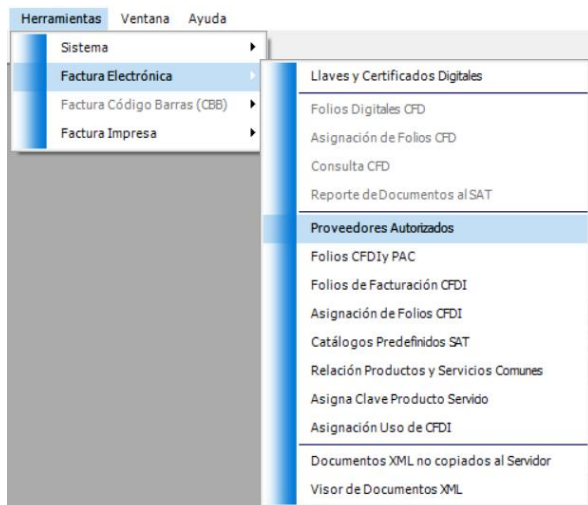 Herramientas Ventana Ayuda
Sistema
Factura Electrónica
Factura Código Barras (CBB)
Factura Impresa
Llaves y Certificados Digitales
Folios Digitales CFD
Asignación de Folios CFD
Consulta CFD
Reporte de Documentos al SAT
Proveedores Autorizados
Folios CFDI y PAC
Folios de Facturación CFDI
Asignación de Folios CFDI
Catálogos Predefinidos SAT
Relación Productos y Servicios Comunes
Asigna Clave Producto Servicio
Asignación Uso de CFDI
Documentos XML no copiados al Servidor
Visor de Documentos XML